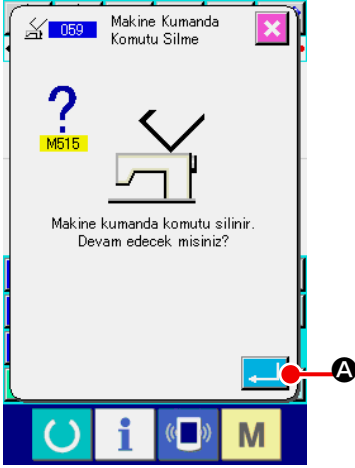 059
Makine Kumanda
Komutu Silme
?
M515
Makine kumanda komutu silinir.
Devam edecek misiniz?
A
i
M